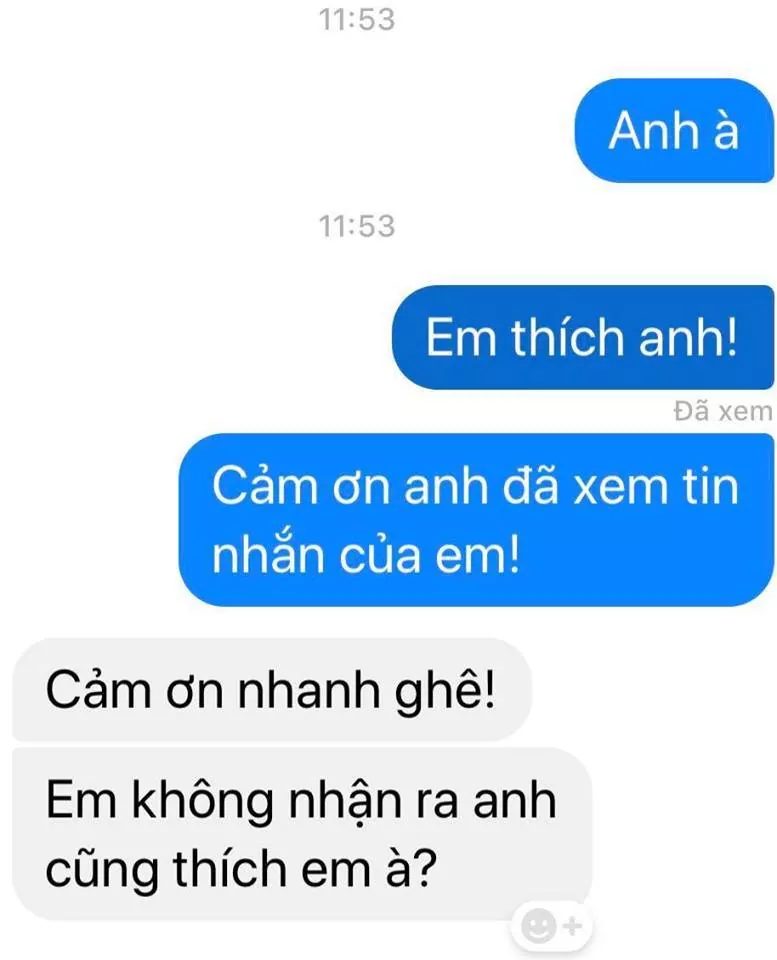 11:53
Anh à
11:53
Em thích anh!
Đã xem
Cảm ơn anh đã xem tin
nhắn của em!
Cảm ơn nhanh ghê!
Em không nhận ra anh
cũng thích em à?